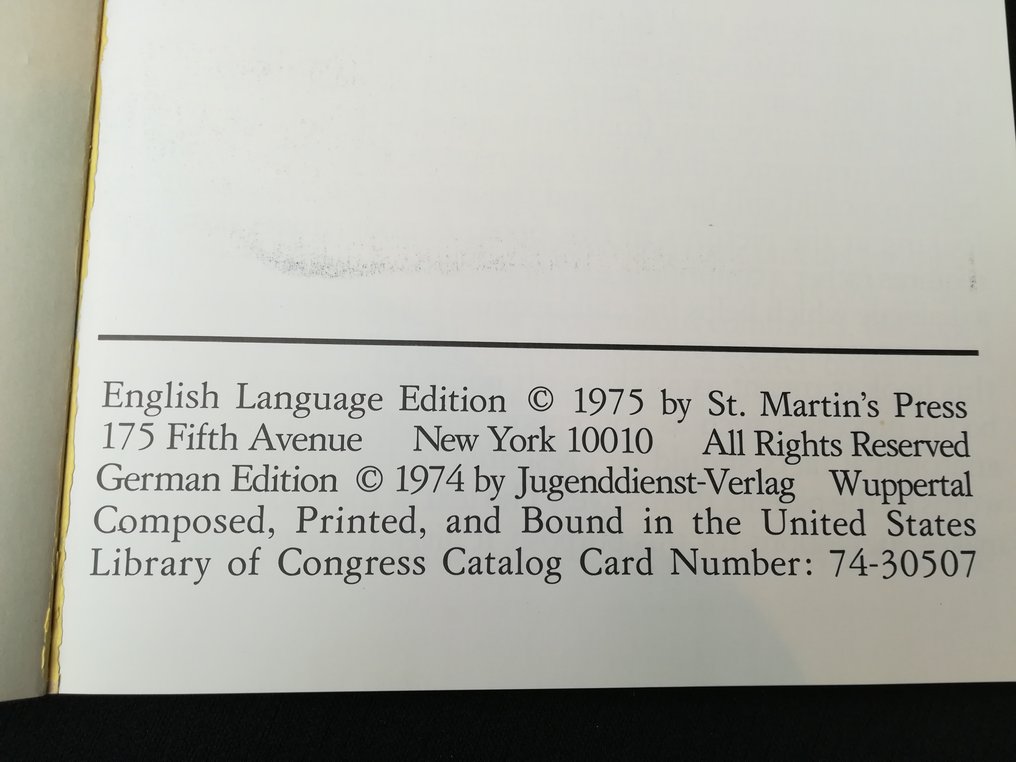 English Language Edition © 1975 by St. Martin's Press
175 Fifth Avenue New York 10010 All Rights Reserved
German Edition © 1974 by Jugenddienst-Verlag Wuppertal
Composed, Printed, and Bound in the United States
Library of Congress Catalog Card Number: 74-30507